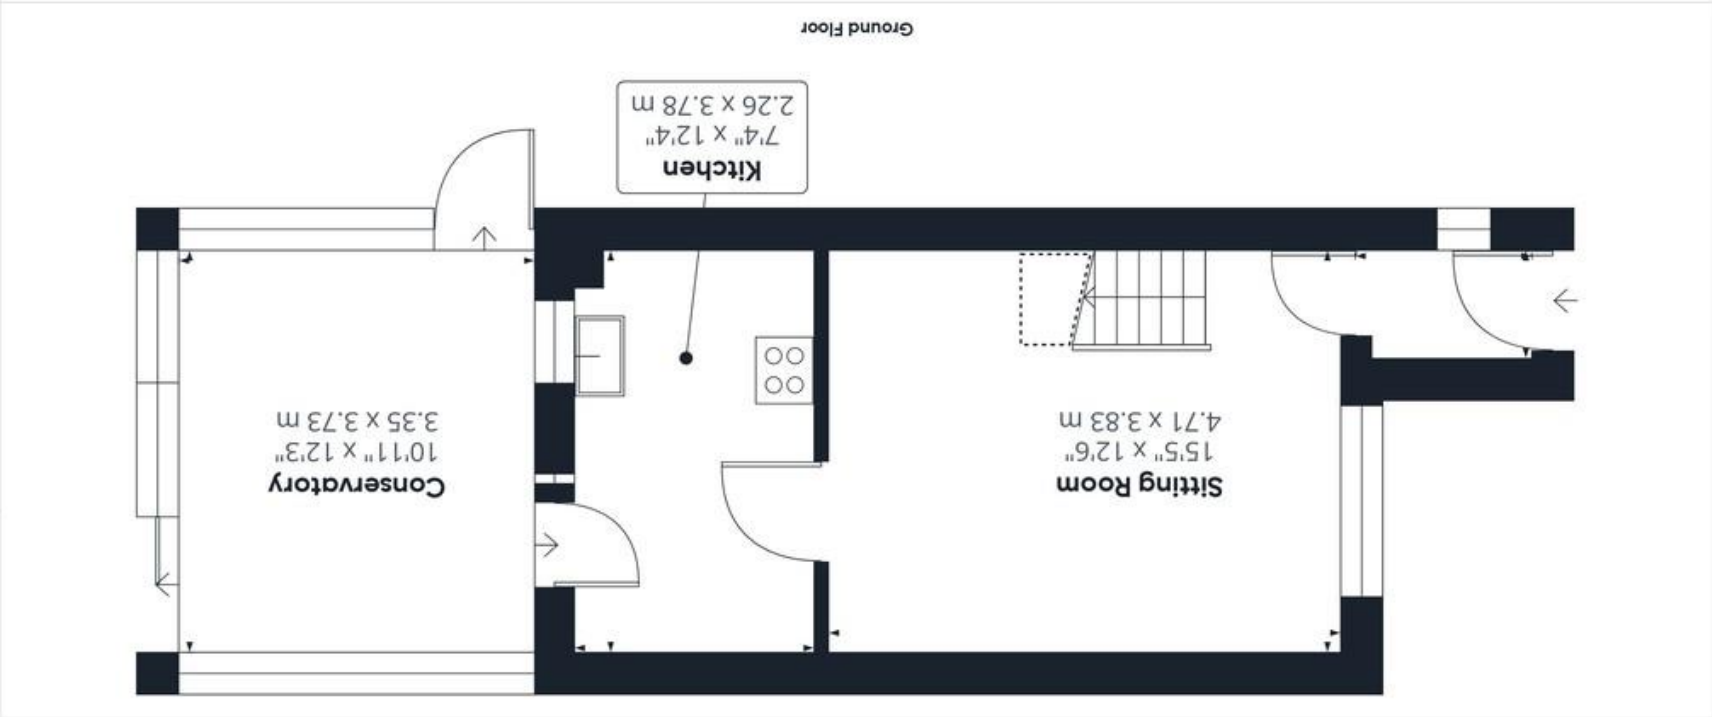 Conservatory
10'11" x 12'3"
3.35 x 3.73 m
Sitting Room
15'5" x 12'6"
4.71 x 3.83 m
Kitchen
7'4" x 12'4"
2.26 x 3.78 m
Ground Floor